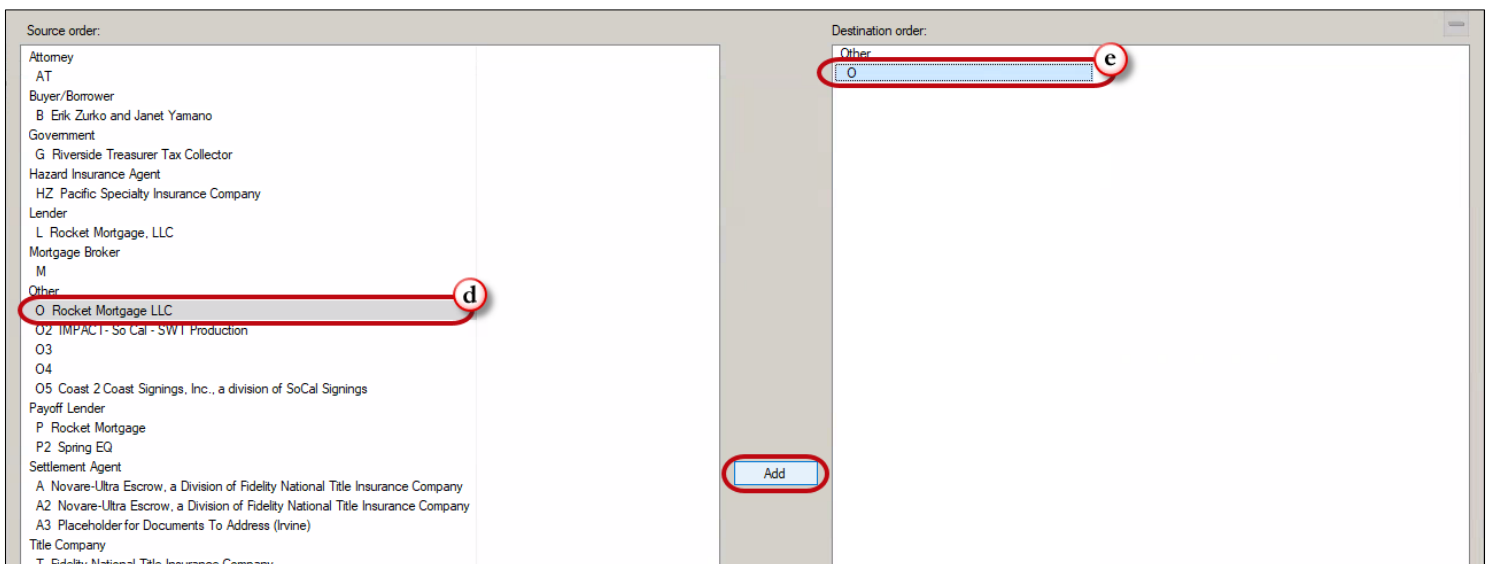 Source order:
Attorney
AT
Buyer/Borrower
B Erik Zurko and Janet Yamano
Government
G Riverside Treasurer Tax Collector
Hazard Insurance Agent
HZ Pacific Specialty Insurance Company
Lender
L Rocket Mortgage, LLC
Mortgage Broker
M
Other
d
O Rocket Mortgage LLC
O2 IMPACT- So Cal - SWT Production
O3
O4
O5 Coast 2 Coast Signings, Inc., a division of SoCal Signings
Payoff Lender
P Rocket Mortgage
P2 Spring EQ
Settlement Agent
A Novare-Ultra Escrow, a Division of Fidelity National Title Insurance Company
A2 Novare-Ultra Escrow, a Division of Fidelity National Title Insurance Company
A3 Placeholder for Documents To Address (Irvine)
Title Company
T Fidelity National Title Insurance Company
Add
Destination order:
Other
e
O